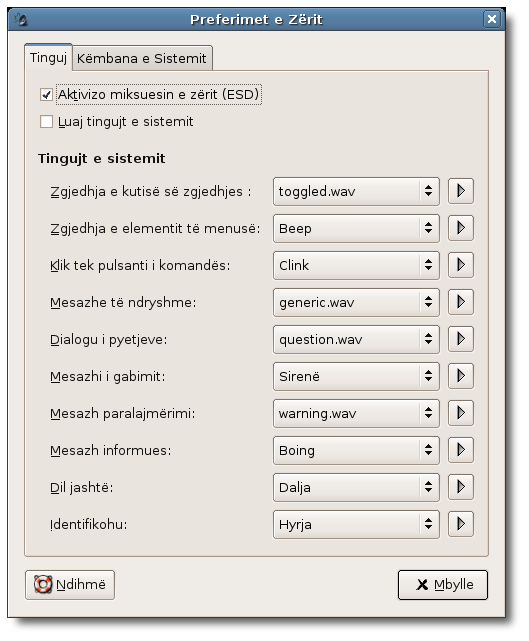 Preferimet e Zërit
Tinguj Këmbana e Sistemit
Aktivizo miksuesin e zërit (ESD)
Luaj tingujt e sistemit
Tingujt e sistemit
Zgjedhja e kutisë së zgjedhjes : toggled.wav
Zgjedhja e elementit të menusë: Beep
Klik tek pulsanti i komandës: Clink
Mesazhe të ndryshme: generic.wav
Dialogu i pyetjeve: question.wav
Mesazhi i gabimit: Sirenë
Mesazh paralajmërimi: warning.wav
Mesazh informues: Boing
Dil jashtë: Dalja
Identifikohu: Hyrja
Ndihmë Mbylle